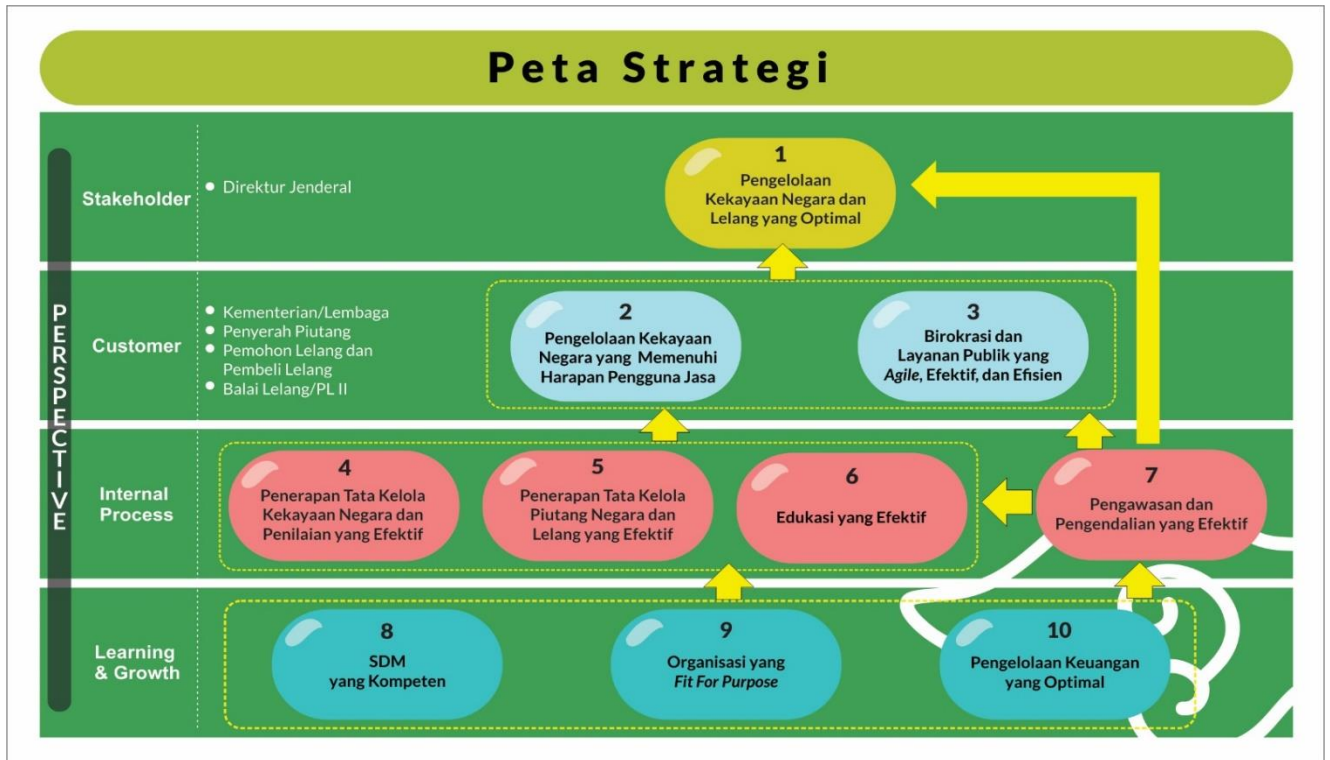 Peta Strategi
PERSPECTIVE
Stakeholder
Direktur Jenderal
1
Pengelolaan
Kekayaan Negara dan
Lelang yang Optimal
Customer
Kementerian/Lembaga
Penyerah Piutang
Pemohon Lelang dan
Pembeli Lelang
Balai Lelang/PL II
2
Pengelolaan Kekayaan
Negara yang Memenuhi
Harapan Pengguna Jasa
3
Birokrasi dan
Layanan Publik yang
Agile, Efektif, dan Efisien
Internal
Process
4
Penerapan Tata Kelola
Kekayaan Negara dan
Penilaian yang Efektif
5
Penerapan Tata Kelola
Piutang Negara dan
Lelang yang Efektif
6
Edukasi yang Efektif
7
Pengawasan dan
Pengendalian yang Efektif
Learning
& Growth
8
SDM
yang Kompeten
9
Organisasi yang
Fit For Purpose
10
Pengelolaan Keuangan
yang Optimal